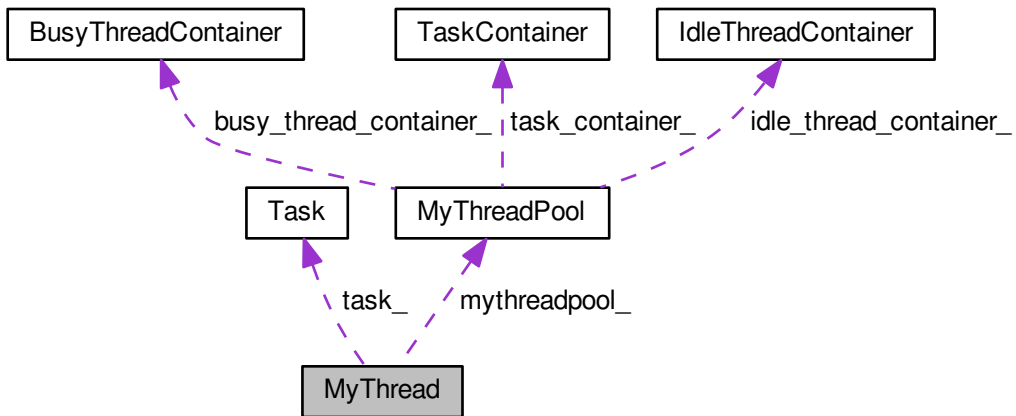 BusyThreadContainer
TaskContainer
IdleThreadContainer
busy_thread_container_
task_container_
idle_thread_container_
Task
MyThreadPool
task_
mythreadpool_
MyThread